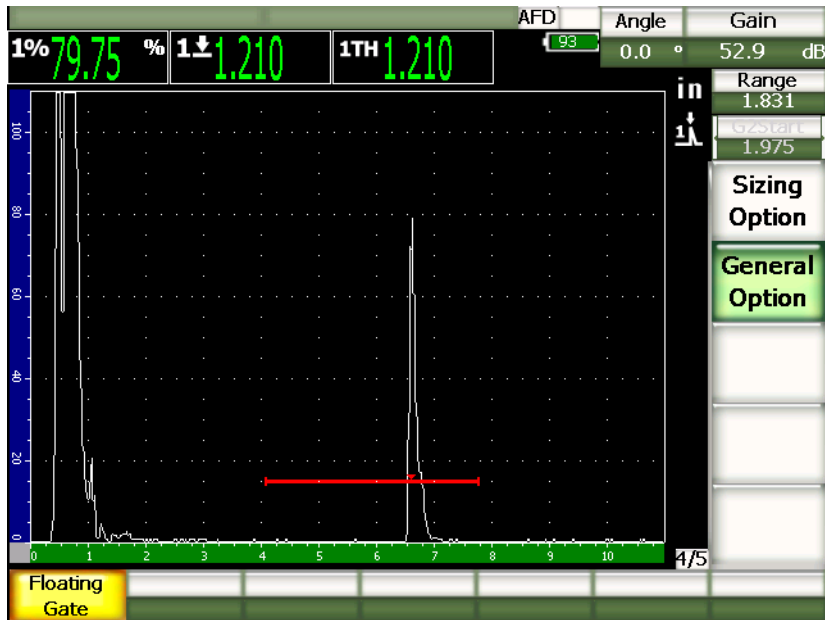 AFD Angle Gain
93 0.0 ° 52.9 dB
1% 79.75 % 1 1.210 1TH 1.210
in Range
1.831
1 G2Start
1.975
Sizing
Option
General
Option
100
80
60
40
20
0
0 1 2 3 4 5 6 7 8 9 10
4/5
Floating
Gate